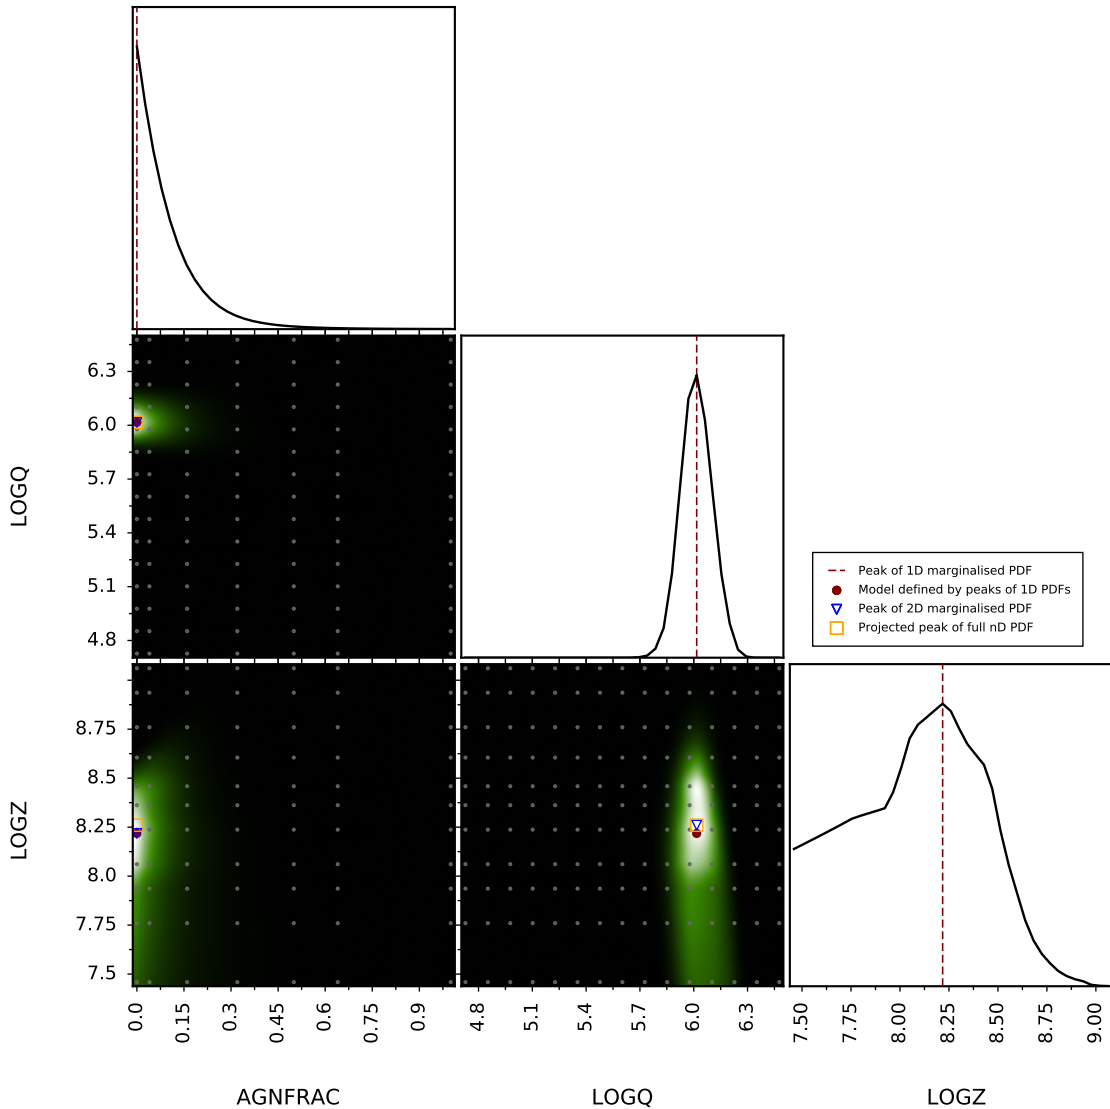 6.3
6.0
5.7
5.4
5.1
4.8
LOGQ
Peak of 1D marginalised PDF
Model defined by peaks of 1D PDFs
Peak of 2D marginalised PDF
Projected peak of full nD PDF
8.75
8.5
8.25
8.0
7.75
7.5
LOGZ
0.0 0.15 0.3 0.45 0.6 0.75 0.9
4.8 5.1 5.4 5.7 6.0 6.3
7.50 7.75 8.00 8.25 8.50 8.75 9.00
AGNFRAC
LOGQ
LOGZ